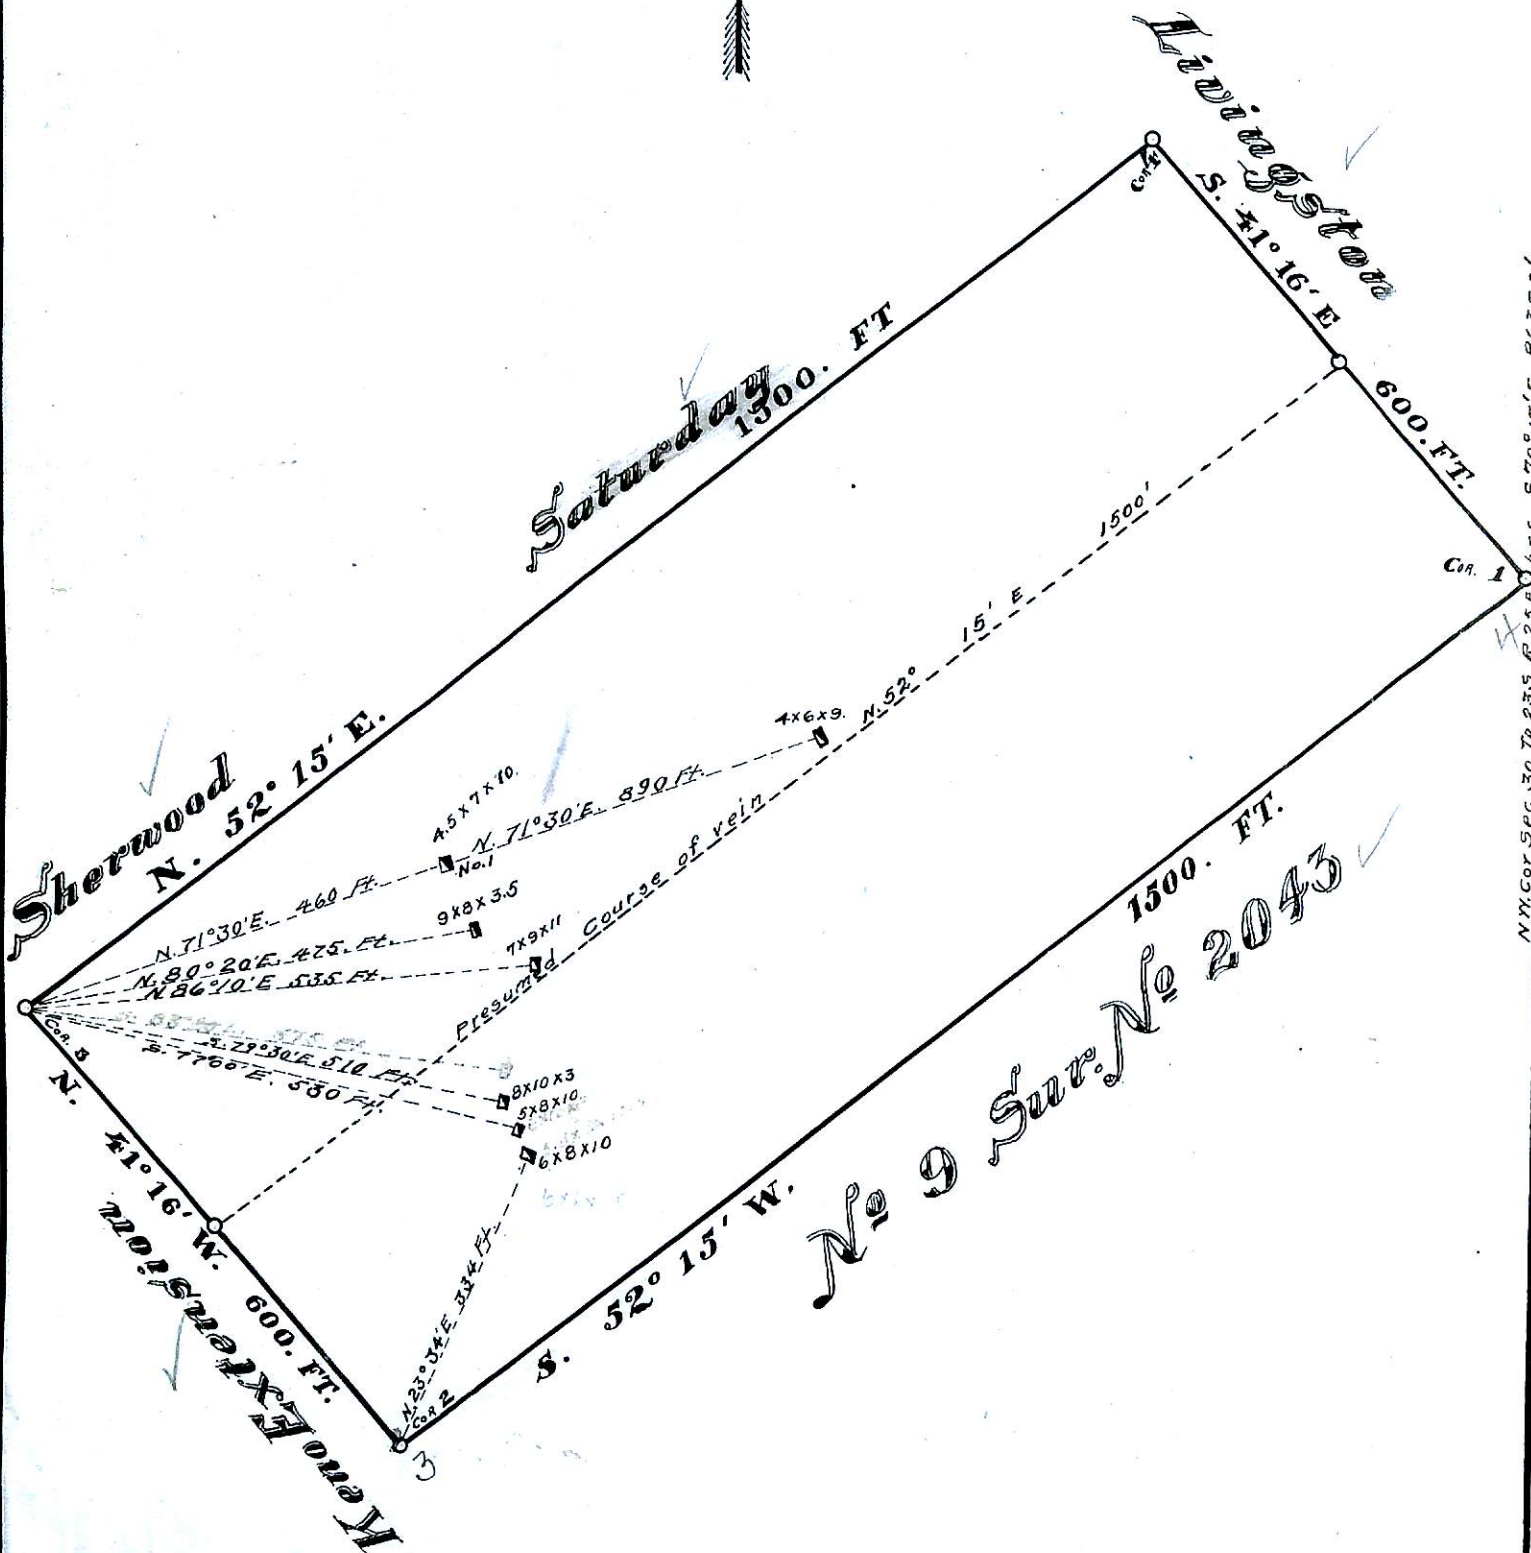 Livingston
Cor 4
S. 41° 16' E
600. FT.
Cor. 1
4
Saturday
1500. FT
N. 52° 15' E.
Sherwood
1500'
N. 52° 15' E
Presumed Course of vein
4x6x9.
N. 71°30'E. 890 Ft.
4.5x7x10.
No.1
N. 71°30'E. 460 Ft.
9x8x3.5
N. 80°20'E. 475. Ft.
7x9x11
N. 86°10'E 535 Ft.
S. 79°30'E 510 Ft.
8x10x3
S. 77°00'E. 530 Ft.
5x8x10
6x8x10
N. 23°34'E 334 Ft.
Cor. 3
N. 41° 16' W.
600. FT.
Keno Extension
Cor 2
3
S. 52° 15' W.
1500. FT.
No 9 Sur. No 2043